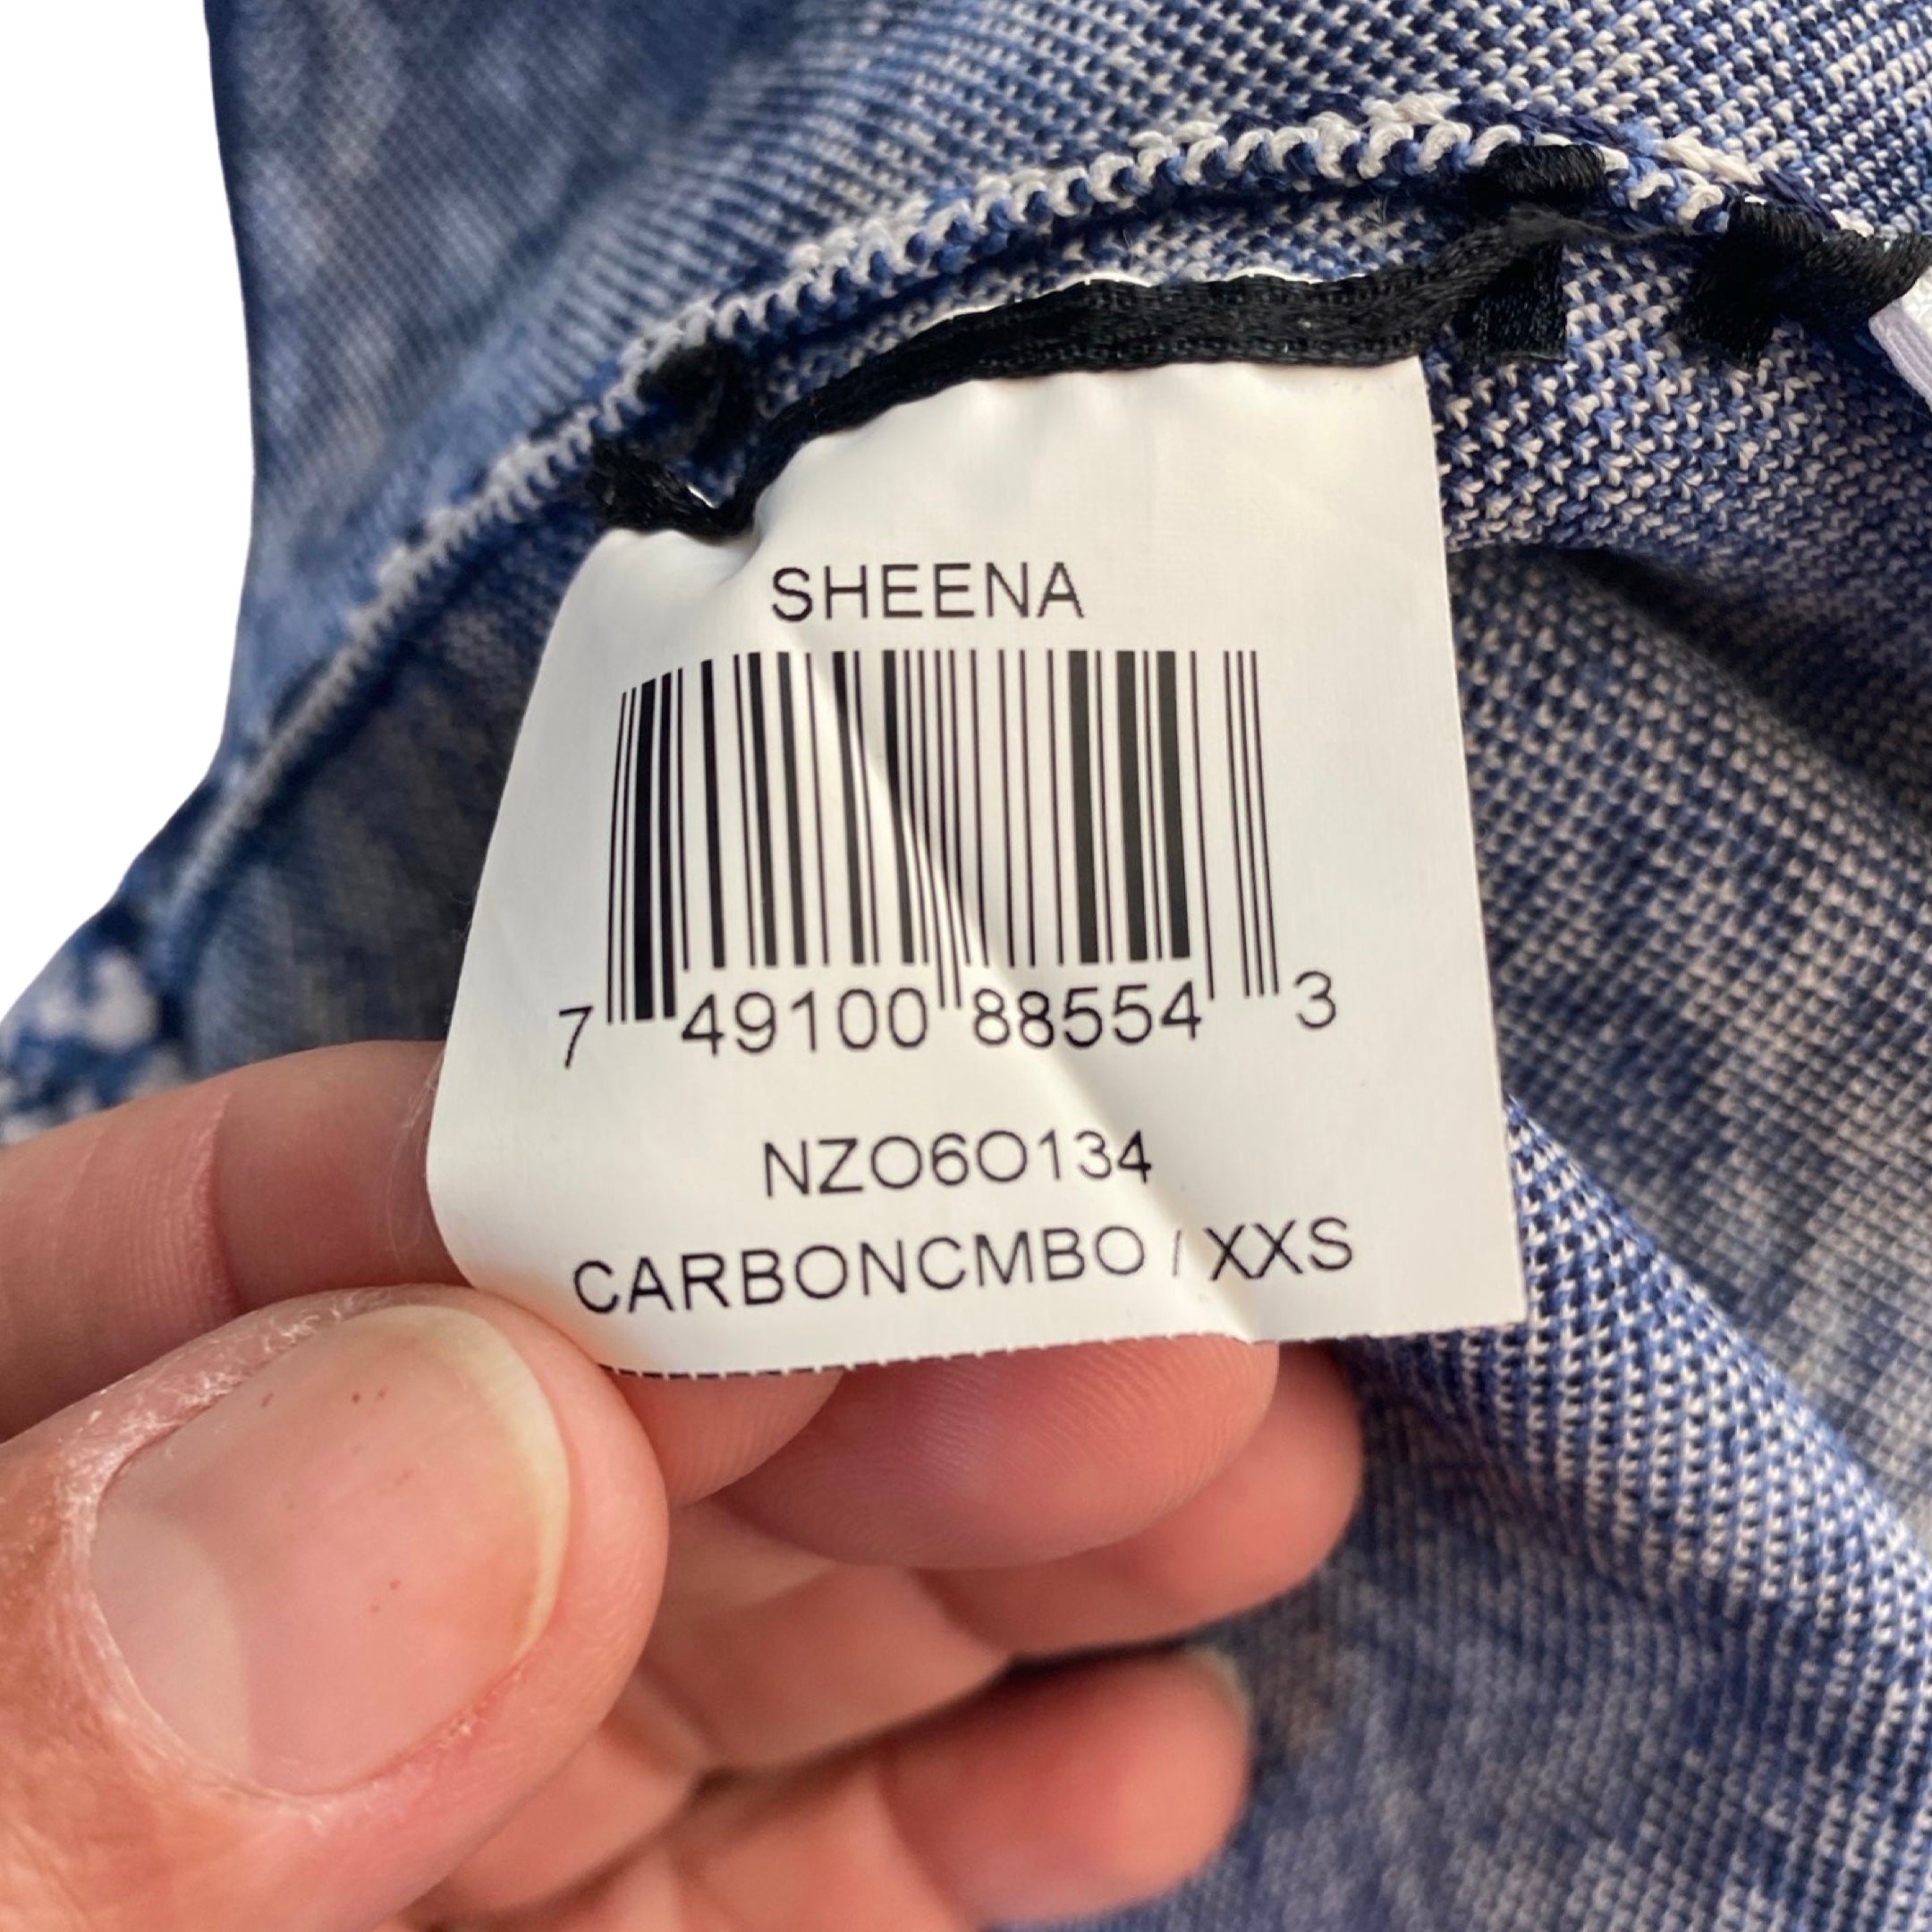 SHEENA
7 49100 88554 3
NZO6O134
CARBONCMBO / XXS